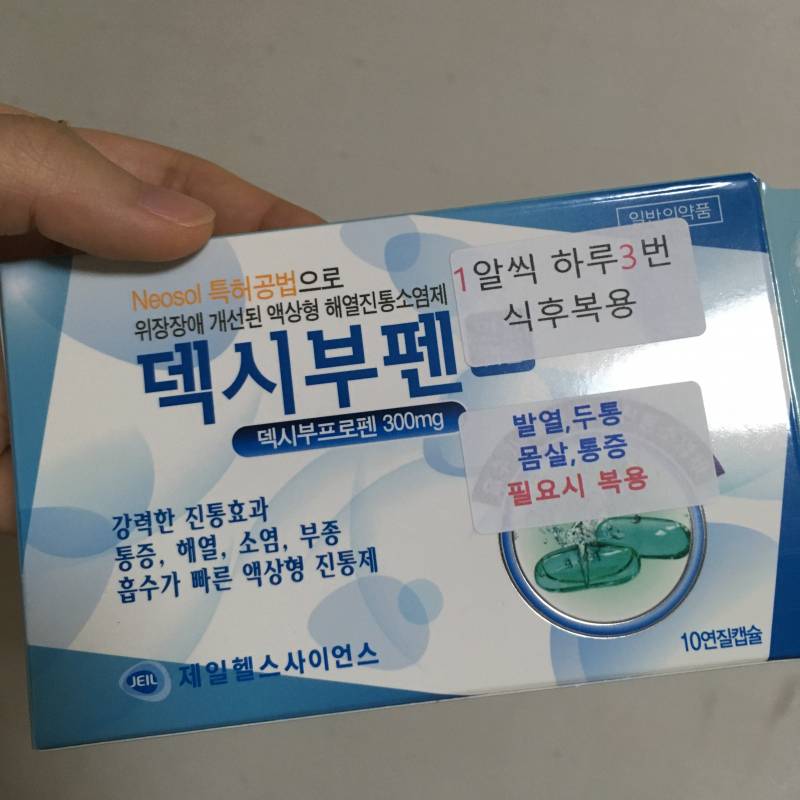 일반의약품
Neosol 특허공법으로
위장장애 개선된 액상형 해열진통소염제
덱시부펜
덱시부프로펜 300mg
1알씩 하루3번
식후복용
발열,두통
몸살,통증
필요시 복용
강력한 진통효과
통증, 해열, 소염, 부종
흡수가 빠른 액상형 진통제
JEIL 제일헬스사이언스
10연질캡슐